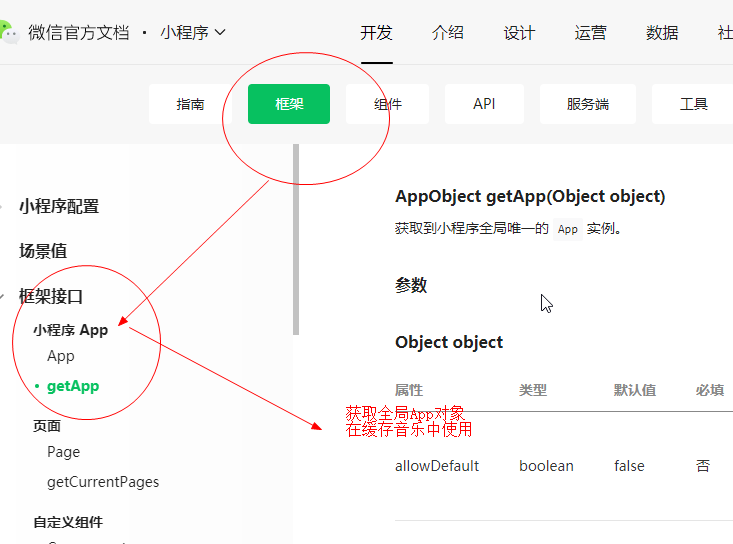 微信官方文档 · 小程序
开发 介绍 设计 运营 数据
指南 框架 组件 API 服务端 工具
小程序配置
场景值
框架接口
小程序 App
App
getApp
页面
Page
getCurrentPages
自定义组件
AppObject getApp(Object object)
获取到小程序全局唯一的 App 实例。
参数
Object object
属性 类型 默认值 必填
获取全局App对象
在缓存音乐中使用
allowDefault boolean false 否